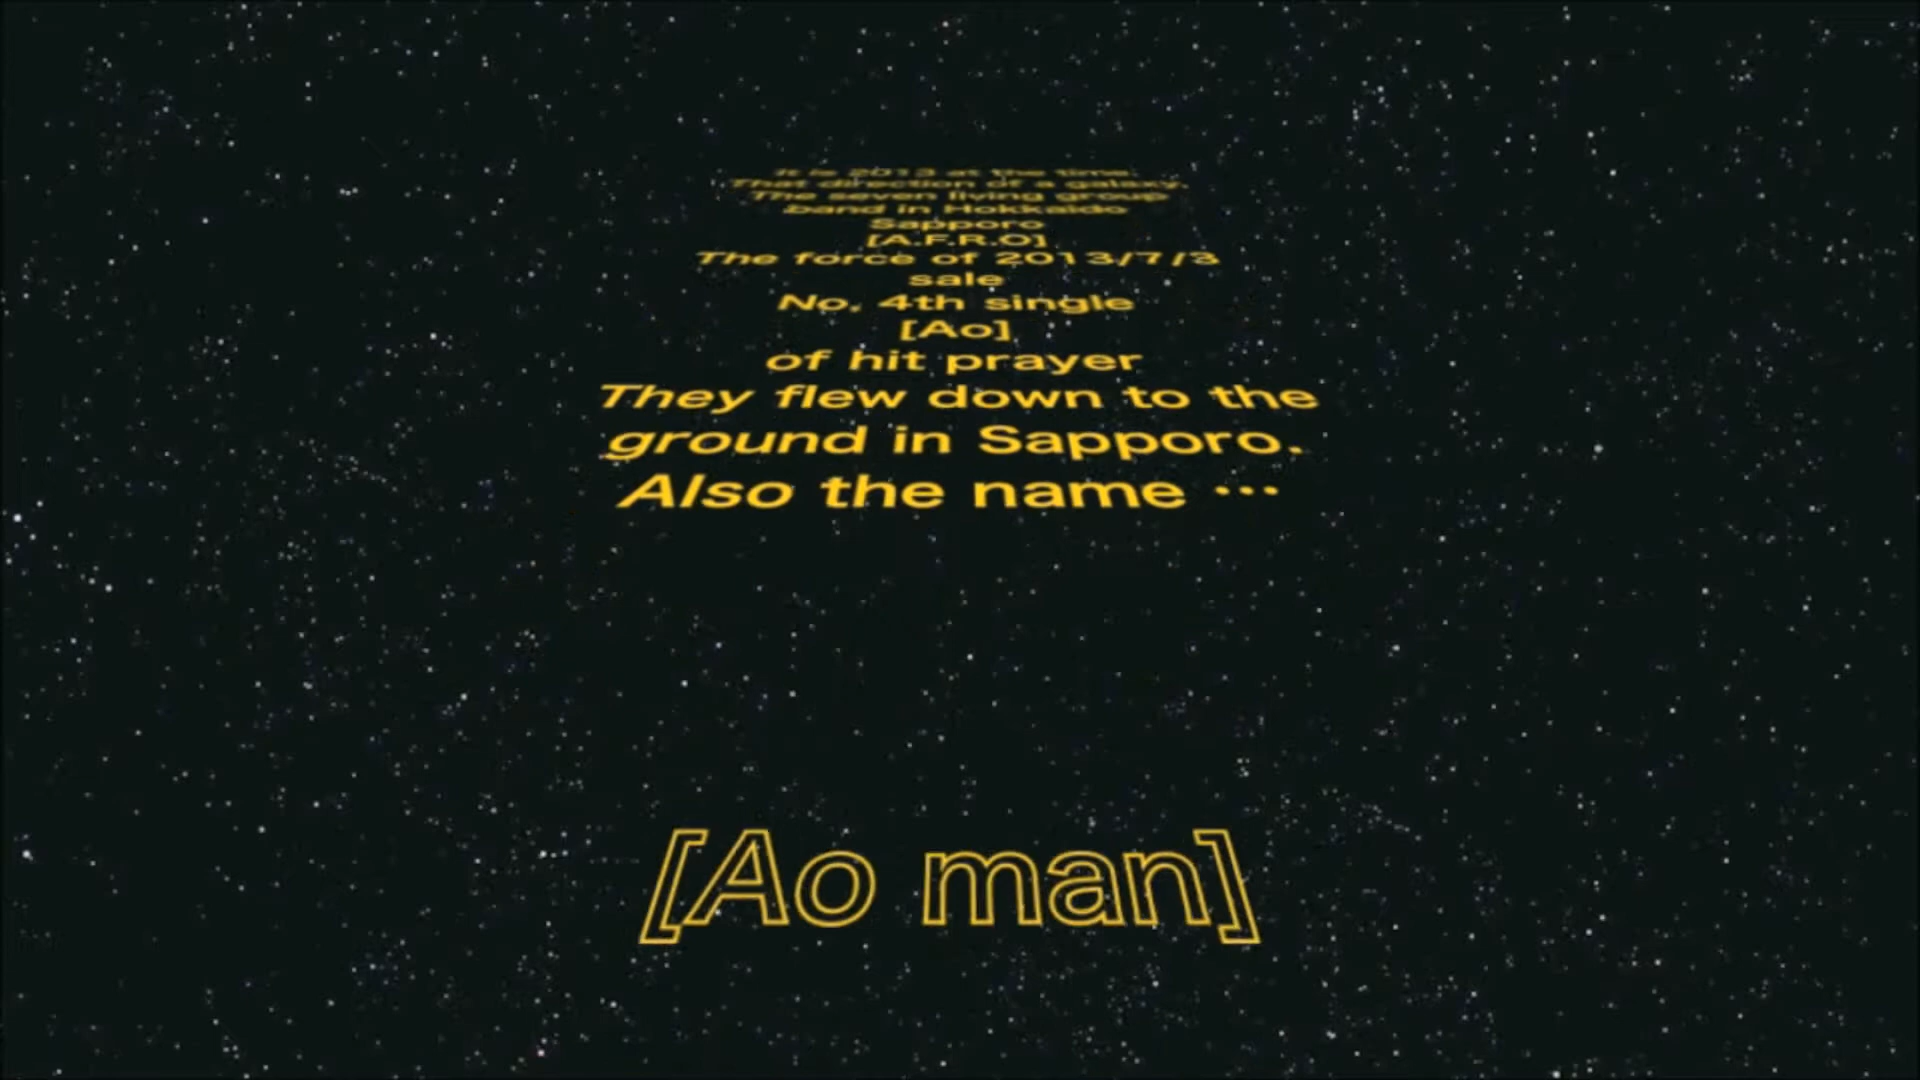 It is 2013 at the time.
That direction of a galaxy.
The seven living group
band in Hokkaido
Sapporo
[A.F.R.O]
The force of 2013/7/3
sale
No. 4th single
[Ao]
of hit prayer
They flew down to the
ground in Sapporo.
Also the name ···
[Ao man]